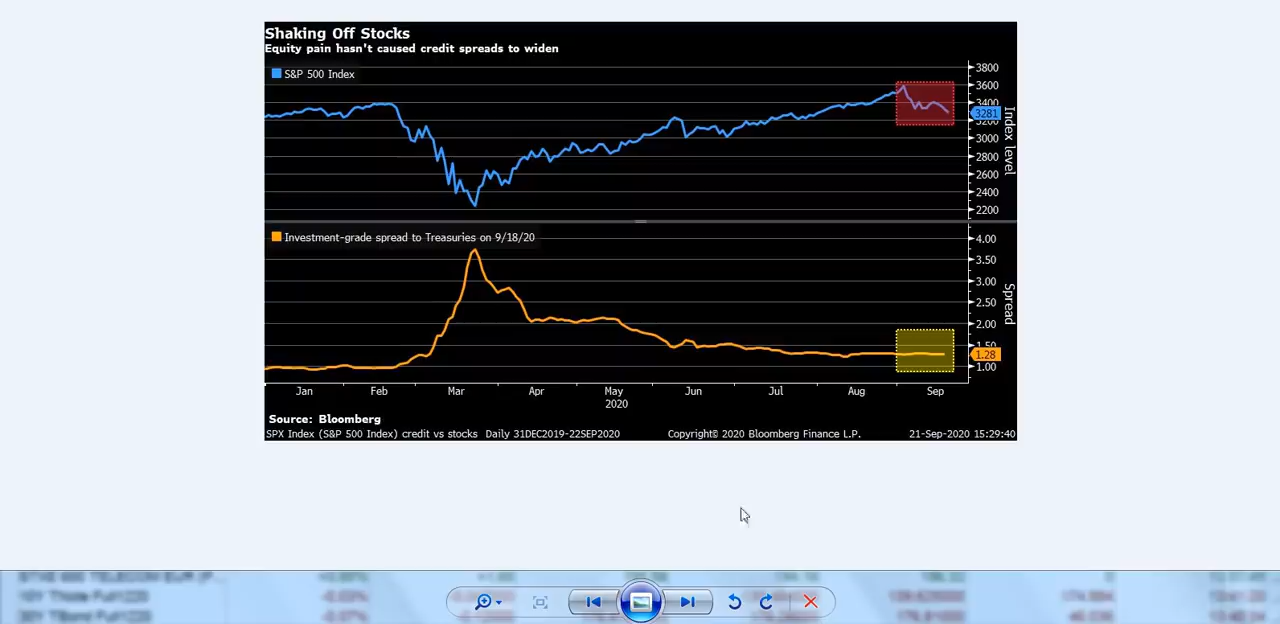 Shaking Off Stocks
Equity pain hasn't caused credit spreads to widen
S&P 500 Index
3800
3600
3400
3281
3200
3000
2800
2600
2400
2200
Index level
Investment-grade spread to Treasuries on 9/18/20
4.00
3.50
3.00
2.50
2.00
1.50
1.28
1.00
Spread
Jan Feb Mar Apr May Jun Jul Aug Sep
2020
Source: Bloomberg
SPX Index (S&P 500 Index) credit vs stocks Daily 31DEC2019-22SEP2020 Copyright© 2020 Bloomberg Finance L.P. 21-Sep-2020 15:29:40